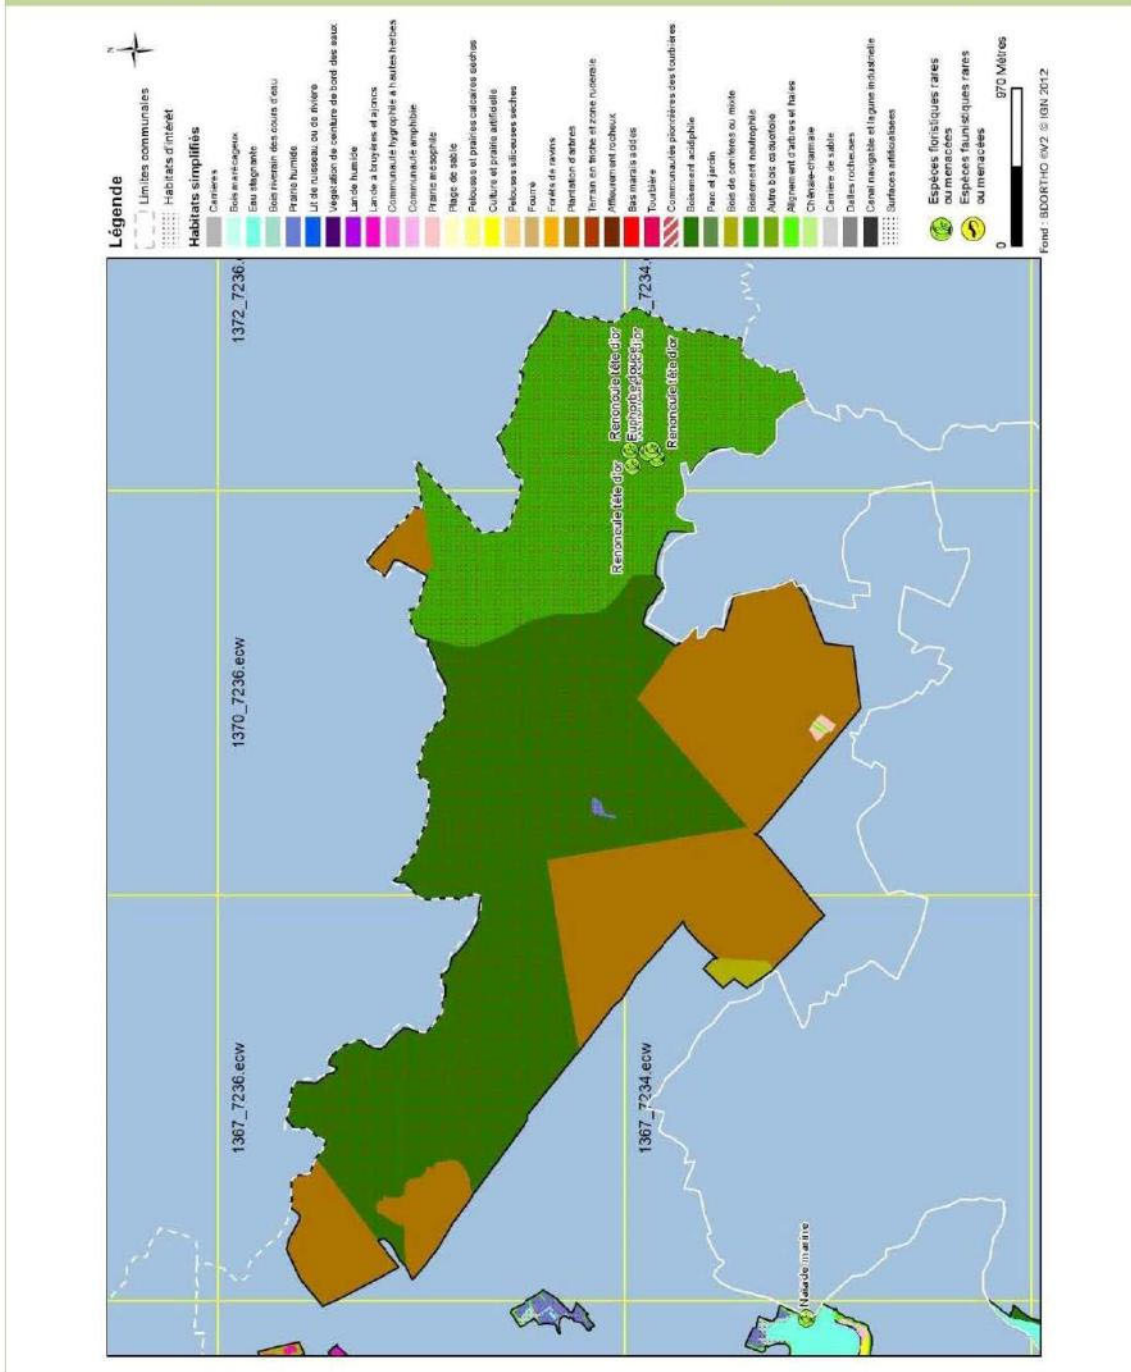 Légende
Limites communales
Habitats d'intérêt
Habitats simplifiés
Carrières
Bois marécageux
Eau stagnante
Bois riverain des cours d'eau
Prairie humide
Lit de ruisseau ou de rivière
Végétation de ceinture de bord des eaux
Lande humide
Lande à bruyères et ajoncs
Communauté hygrophile à hautes herbes
Communauté amphibie
Prairie mésophile
Plage de sable
Pelouses et prairies calcaires sèches
Culture et prairie artificielle
Pelouses siliceuses sèches
Fourré
Forêts de ravins
Plantation d'arbres
Terrain en friche et zone rudérale
Affleurement rocheux
Bas marais acides
Tourbière
Communautés pionnières des tourbières
Boisement acidiphile
Parc et jardin
Bois de conifères ou mixte
Boisement neutrophile
Autre bois caducifolié
Alignement d'arbres et haies
Chênaie-charmaie
Carrière de sable
Dalles rocheuses
Canal navigable et lagune industrielle
Surfaces artificialisées
Espèces floristiques rares
ou menacées
Espèces faunistiques rares
ou menacées
0 970 Mètres
Fond : BDORTHO ©V2 © IGN 2012
N
1367_7236.ecw
1370_7236.ecw
1372_7236.
1367_7234.ecw
_7234.
Renoncule tête d'or
Renoncule tête d'or
Euphorbe douce
Renoncule tête d'or
Naïade marine